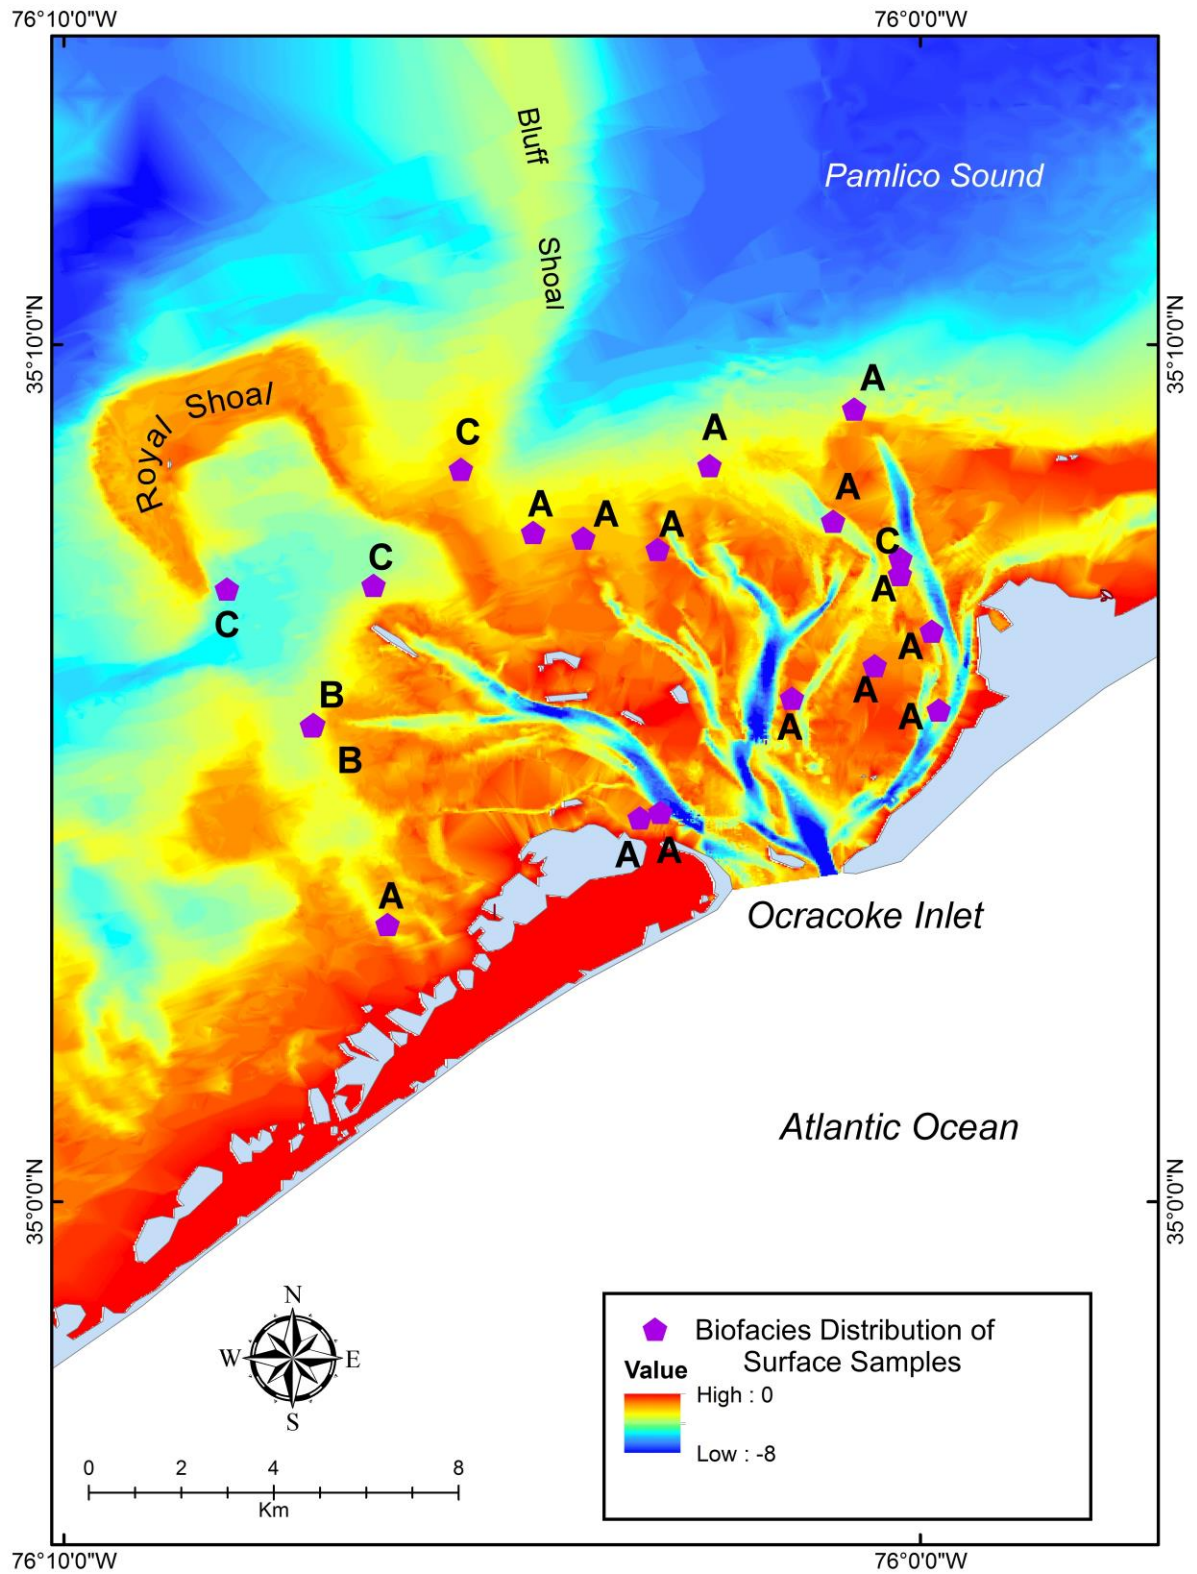 76°10'0"W 76°0'0"W
Bluff
Pamlico Sound
Shoal
35°10'0"N 35°10'0"N
Royal Shoal
A
A
C
A
A A A
C
C
A
C
A
A
B
A
A
B
A A
A
Ocracoke Inlet
Atlantic Ocean
35°0'0"N 35°0'0"N
N
W E
S
Biofacies Distribution of
Surface Samples
Value
High : 0
Low : -8
0 2 4 8
Km
76°10'0"W 76°0'0"W